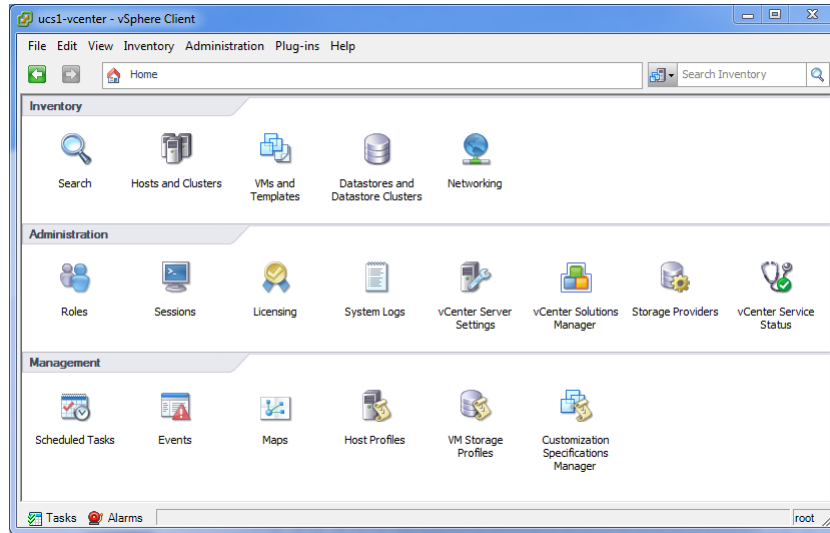 ucs1-vcenter - vSphere Client
File Edit View Inventory Administration Plug-ins Help
Home
Search Inventory
Inventory
Search
Hosts and Clusters
VMs and
Templates
Datastores and
Datastore Clusters
Networking
Administration
Roles
Sessions
Licensing
System Logs
vCenter Server
Settings
vCenter Solutions
Manager
Storage Providers
vCenter Service
Status
Management
Scheduled Tasks
Events
Maps
Host Profiles
VM Storage
Profiles
Customization
Specifications
Manager
Tasks
Alarms
root